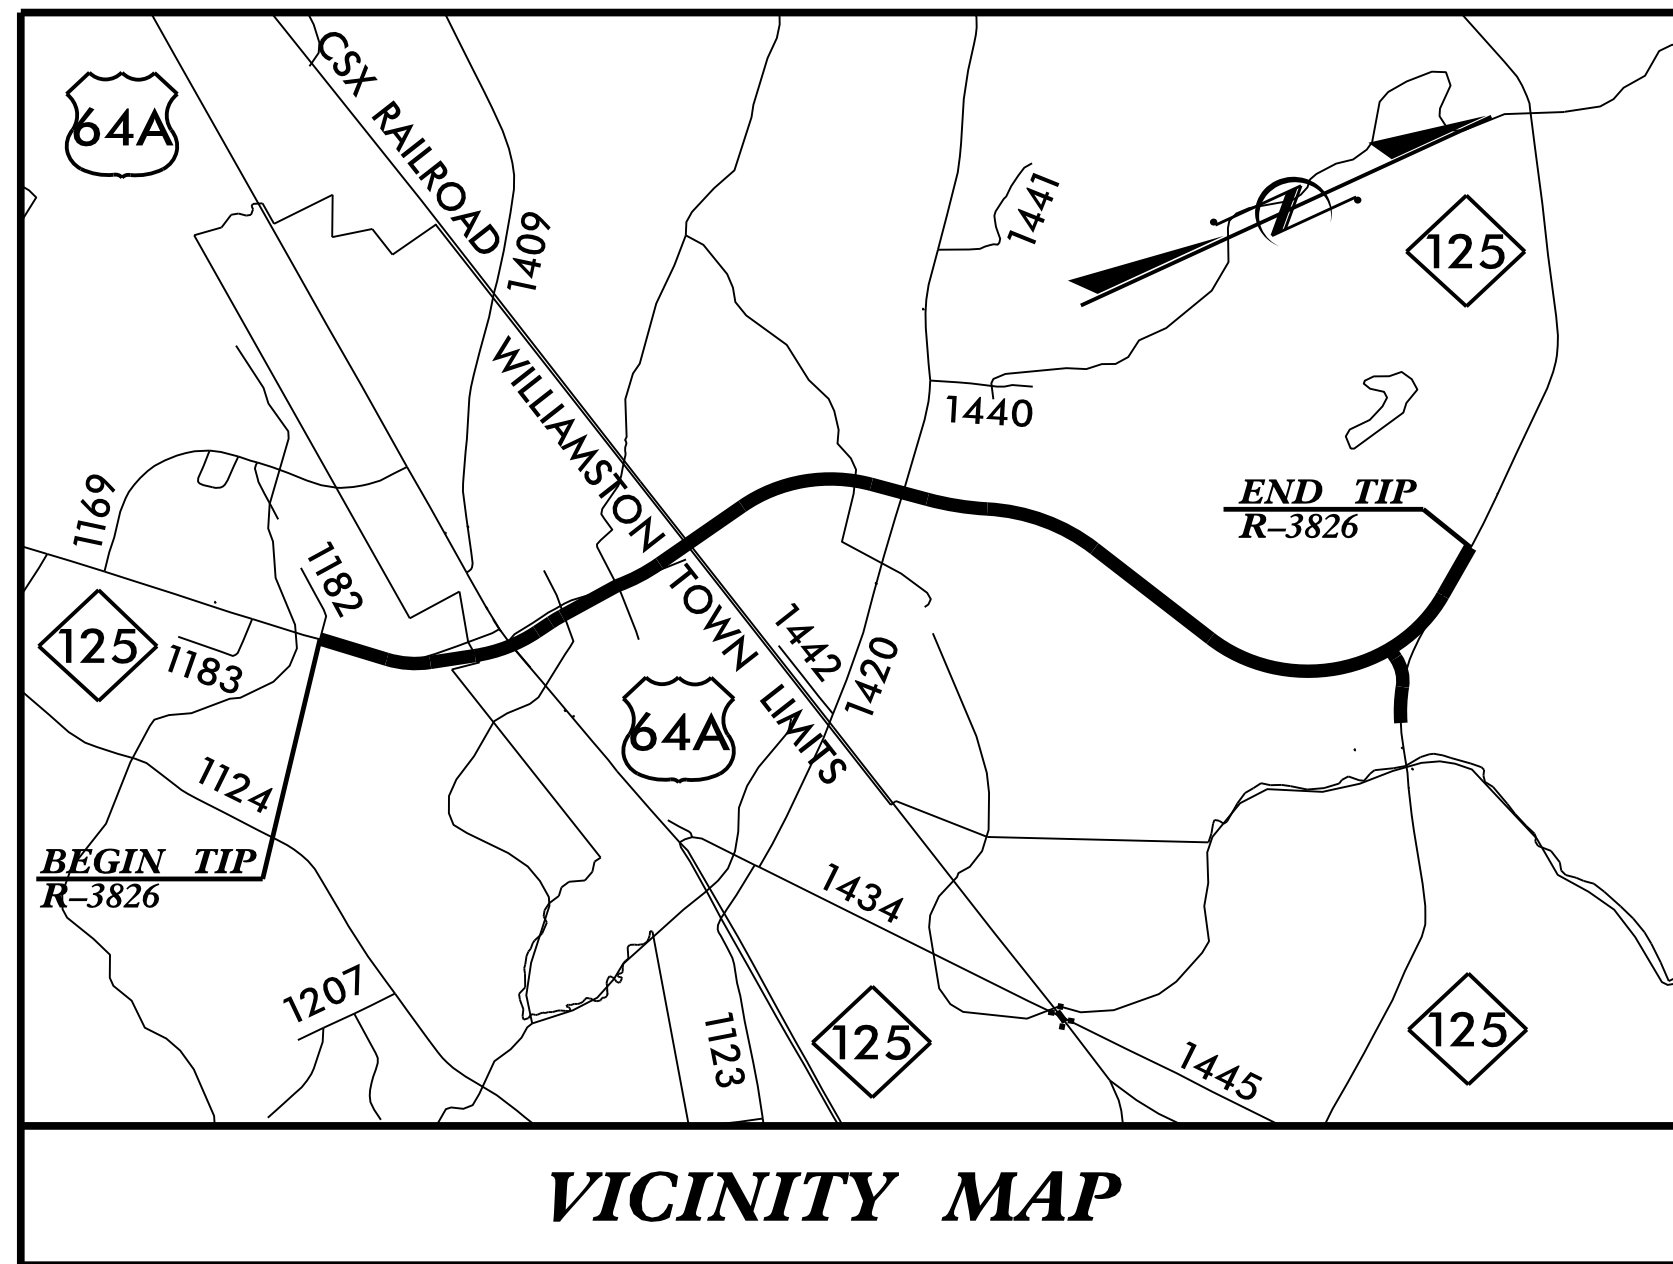 CSX RAILROAD
64A
1409
1441
125
WILLIAMSTON TOWN LIMITS
1440
1169
END TIP
R–3826
1182
125
1183
1442
1420
64A
1124
BEGIN TIP
R–3826
1434
1207
1123
125
125
1445
VICINITY MAP